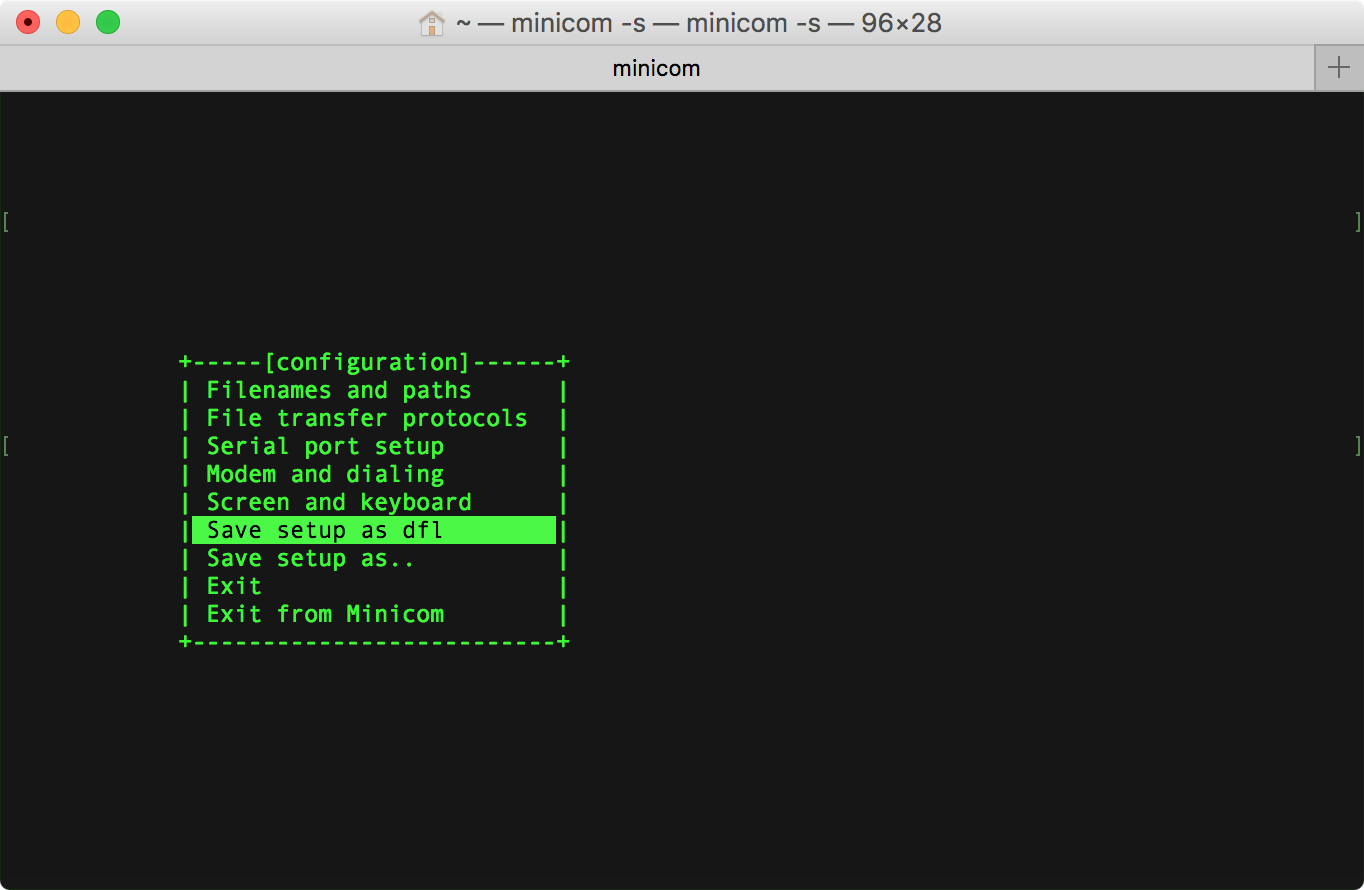 ~ — minicom -s — minicom -s — 96×28
minicom
[ ]
+-----[configuration]------+
| Filenames and paths |
| File transfer protocols |
| Serial port setup |
[ ]
| Modem and dialing |
| Screen and keyboard |
| Save setup as dfl |
| Save setup as.. |
| Exit |
| Exit from Minicom |
+--------------------------+